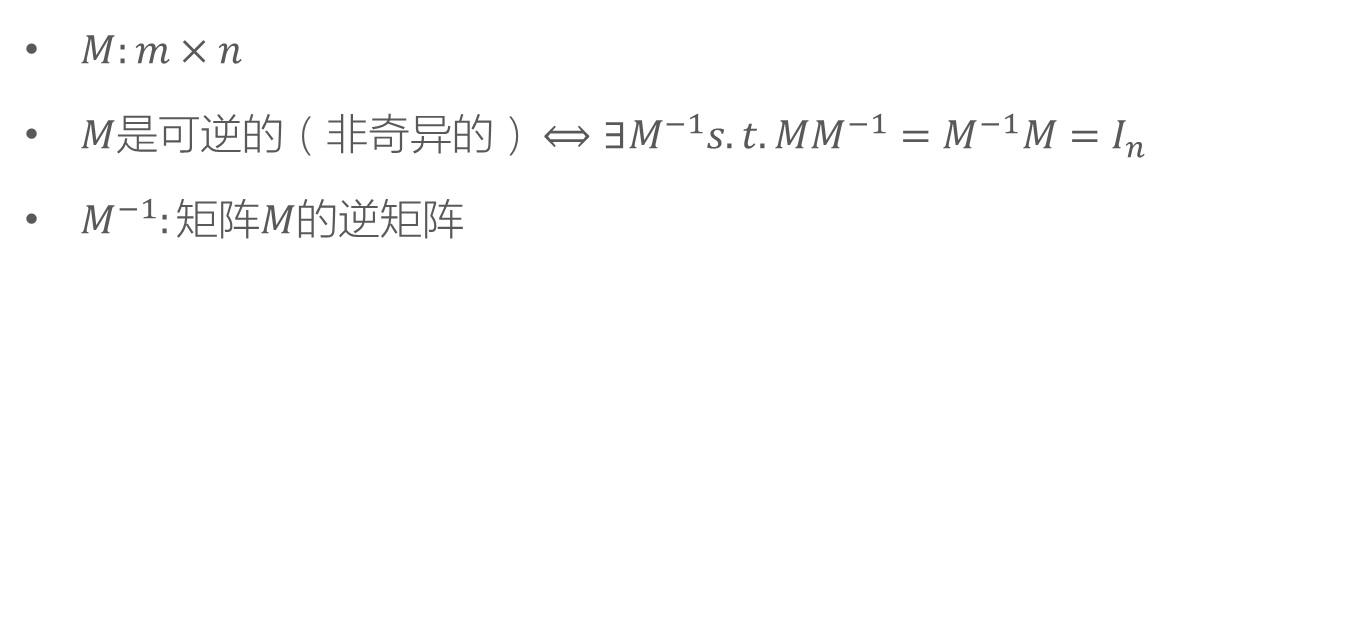 • M: m × n
• M是可逆的（非奇异的）⇔ ∃M⁻¹s.t. MM⁻¹ = M⁻¹M = Iₙ
• M⁻¹: 矩阵M的逆矩阵